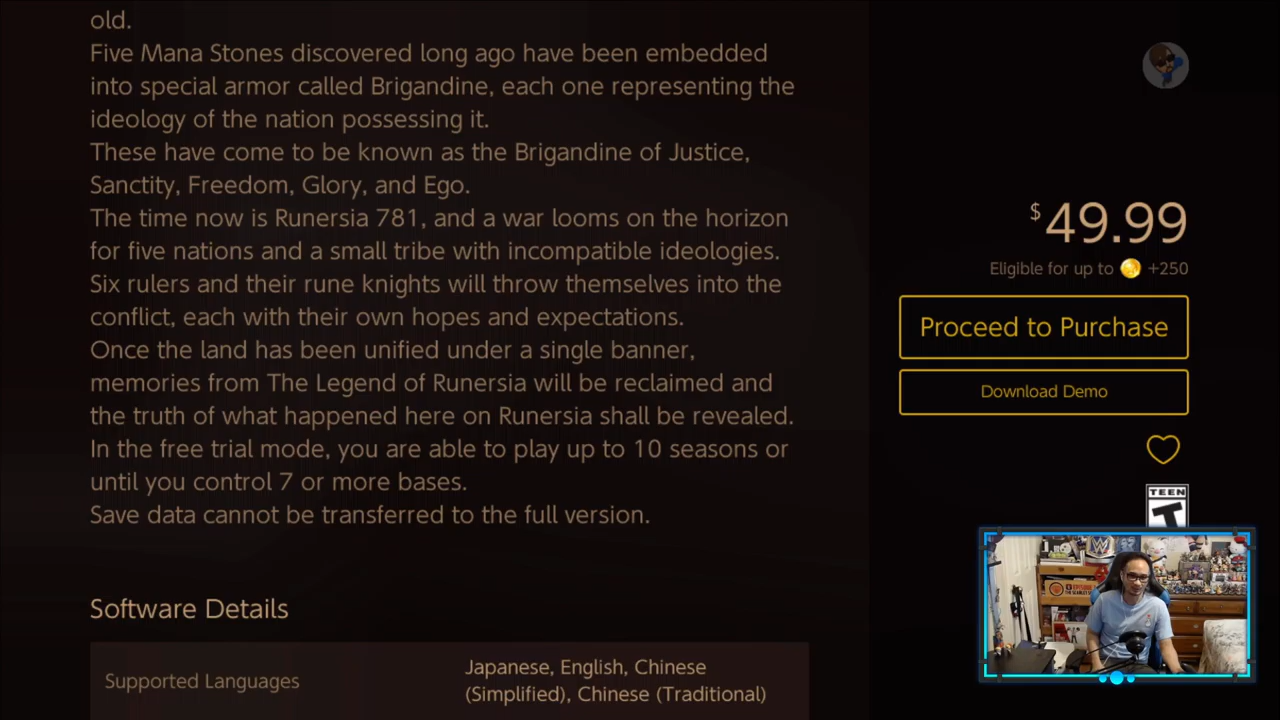 old.
Five Mana Stones discovered long ago have been embedded
into special armor called Brigandine, each one representing the
ideology of the nation possessing it.
These have come to be known as the Brigandine of Justice,
Sanctity, Freedom, Glory, and Ego.
The time now is Runersia 781, and a war looms on the horizon
for five nations and a small tribe with incompatible ideologies.
Six rulers and their rune knights will throw themselves into the
conflict, each with their own hopes and expectations.
Once the land has been unified under a single banner,
memories from The Legend of Runersia will be reclaimed and
the truth of what happened here on Runersia shall be revealed.
In the free trial mode, you are able to play up to 10 seasons or
until you control 7 or more bases.
Save data cannot be transferred to the full version.
Software Details
Supported Languages
Japanese, English, Chinese
(Simplified), Chinese (Traditional)
$49.99
Eligible for up to +250
Proceed to Purchase
Download Demo
TEEN
T